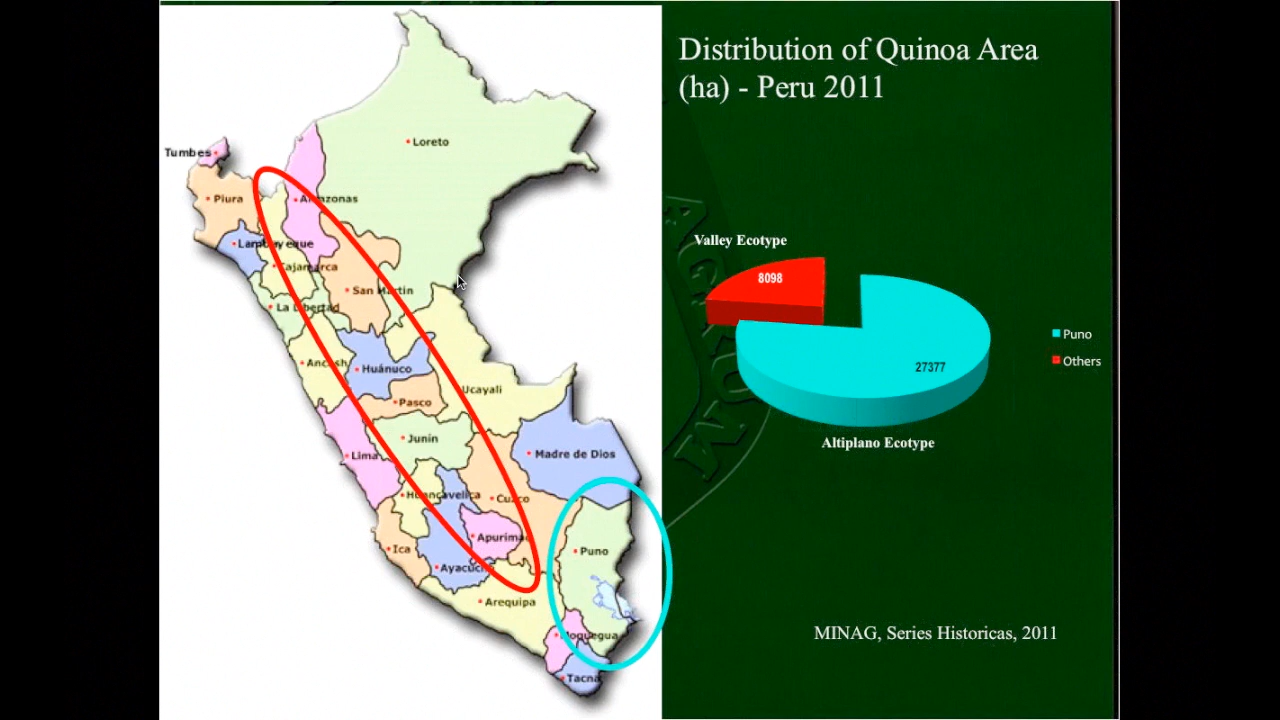 Distribution of Quinoa Area
(ha) - Peru 2011
Tumbes
Loreto
Piura
Amazonas
Lambayeque
Cajamarca
San Martin
La Libertad
Ancash
Huánuco
Ucayali
Pasco
Junín
Lima
Madre de Dios
Huancavelica
Cuzco
Apurímac
Ica
Ayacucho
Puno
Arequipa
Moquegua
Tacna
Valley Ecotype
8098
27377
Altiplano Ecotype
Puno
Others
MINAG, Series Historicas, 2011